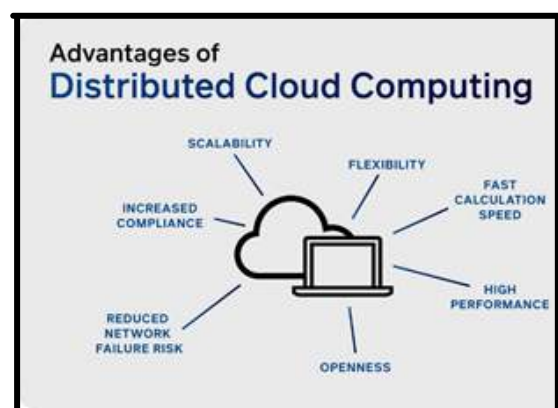 Advantages of
Distributed Cloud Computing
SCALABILITY
FLEXIBILITY
FAST
CALCULATION
SPEED
INCREASED
COMPLIANCE
HIGH
PERFORMANCE
REDUCED
NETWORK
FAILURE RISK
OPENNESS